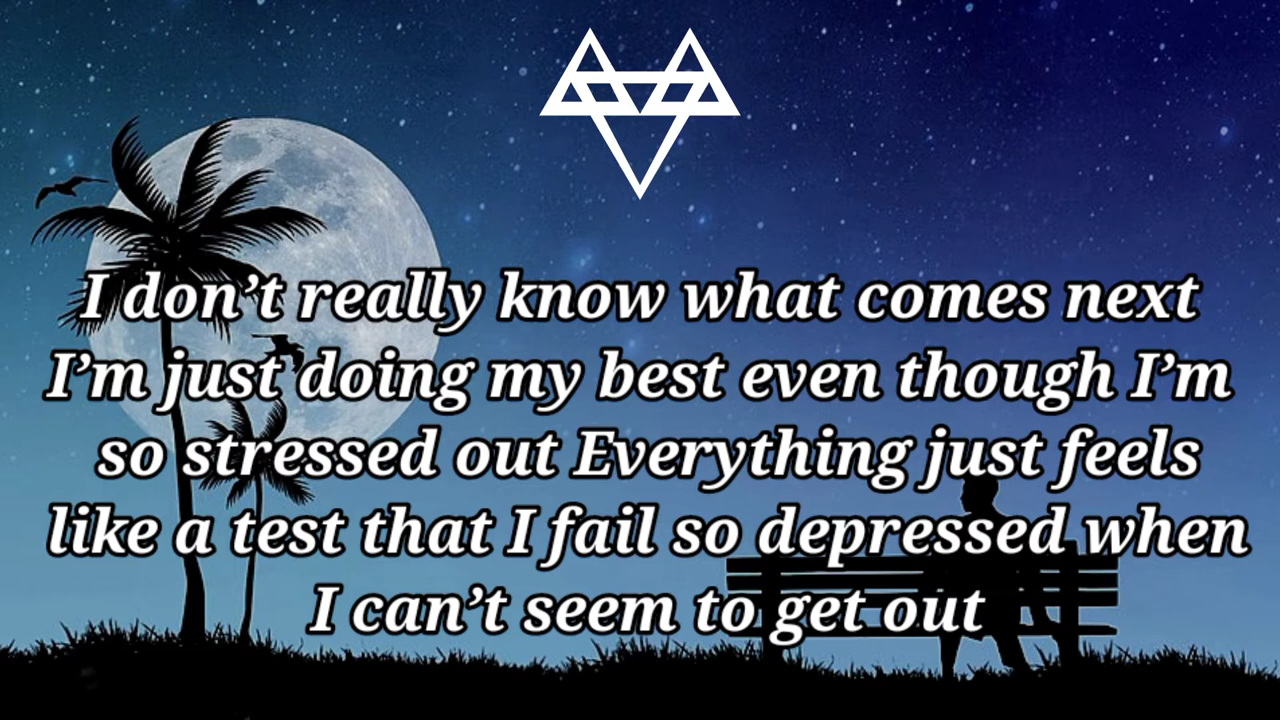 I don’t really know what comes next
I’m just doing my best even though I’m
so stressed out Everything just feels
like a test that I fail so depressed when
I can’t seem to get out